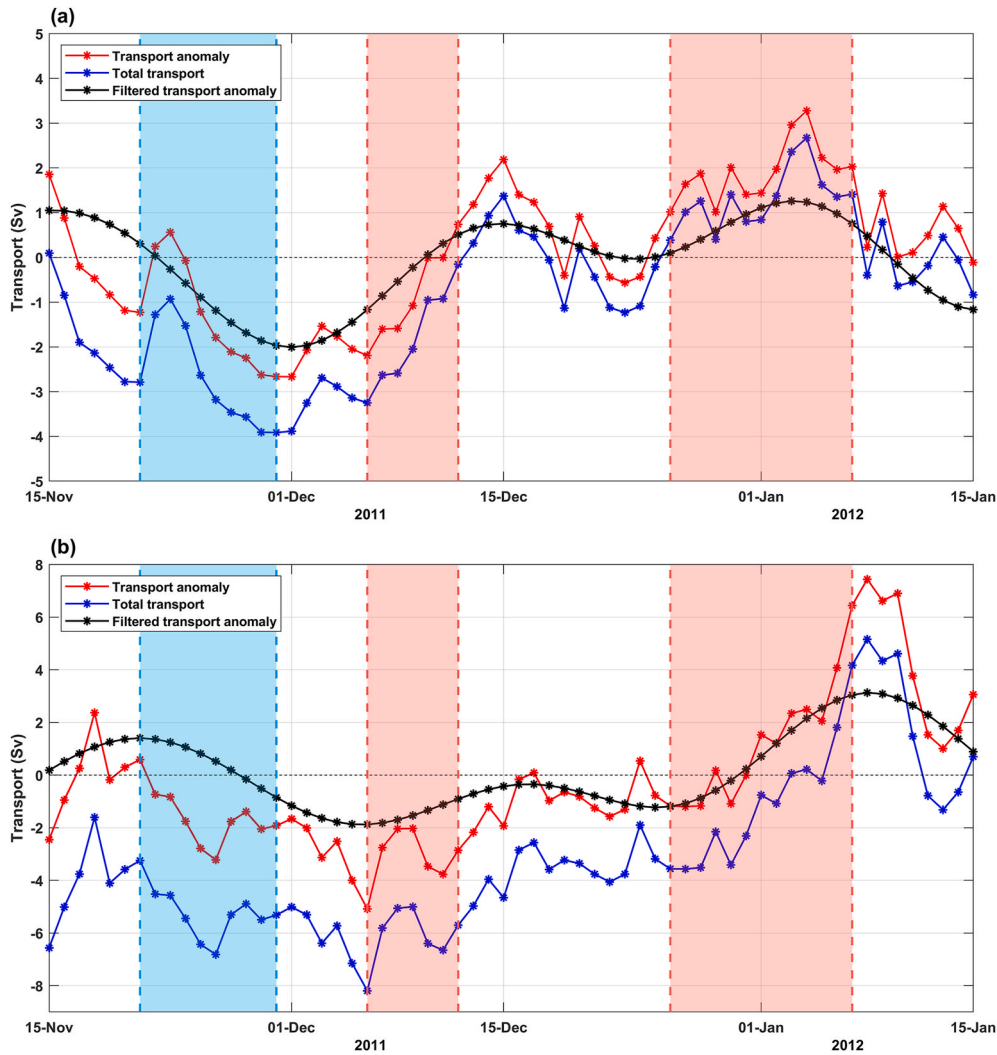 (a)
5
4
3
2
1
0
-1
-2
-3
-4
-5
Transport (Sv)
Transport anomaly
Total transport
Filtered transport anomaly
15-Nov 01-Dec 15-Dec 01-Jan 15-Jan
2011 2012
(b)
8
6
4
2
0
-2
-4
-6
-8
Transport (Sv)
Transport anomaly
Total transport
Filtered transport anomaly
15-Nov 01-Dec 15-Dec 01-Jan 15-Jan
2011 2012